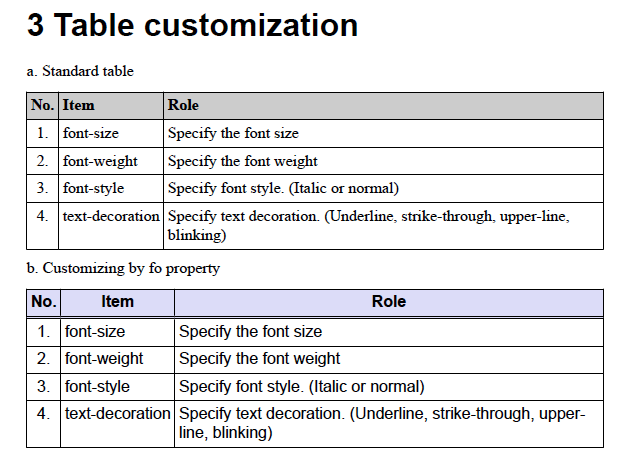 3 Table customization
a. Standard table
No. Item Role
1. font-size Specify the font size
2. font-weight Specify the font weight
3. font-style Specify font style. (Italic or normal)
4. text-decoration Specify text decoration. (Underline, strike-through, upper-line,
blinking)
b. Customizing by fo property
No. Item Role
1. font-size Specify the font size
2. font-weight Specify the font weight
3. font-style Specify font style. (Italic or normal)
4. text-decoration Specify text decoration. (Underline, strike-through, upper-
line, blinking)